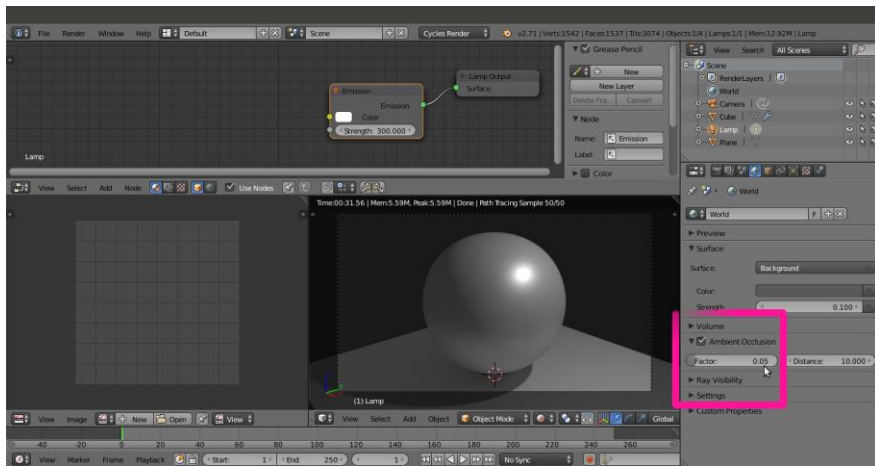 File Render Window Help Default Scene Cycles Render v2.71 | Verts:1542 | Faces:1537 | Tris:3074 | Objects:1/4 | Lamps:1/1 | Mem:12.92M | Lamp
Emission
Emission
Color
Strength: 300.000
Lamp Output
Surface
Lamp
Grease Pencil
New
New Layer
Delete Fra... Convert
Node
Name: Emission
Label:
Color
View Search All Scenes
Scene
RenderLayers
World
Camera
Cube
Lamp
Plane
View Select Add Node Use Nodes
Time:00:31.56 | Mem:5.59M, Peak:5.59M | Done | Path Tracing Sample 50/50
(1) Lamp
World
World F
Preview
Surface
Surface: Background
Color:
Strength: 0.100
Volume
Ambient Occlusion
Factor: 0.05 Distance: 10.000
Ray Visibility
Settings
Custom Properties
View Image New Open View
View Select Add Object Object Mode Global
-40 -20 0 20 40 60 80 100 120 140 160 180 200 220 240 260
View Marker Frame Playback Start: 1 End: 250 1 No Sync